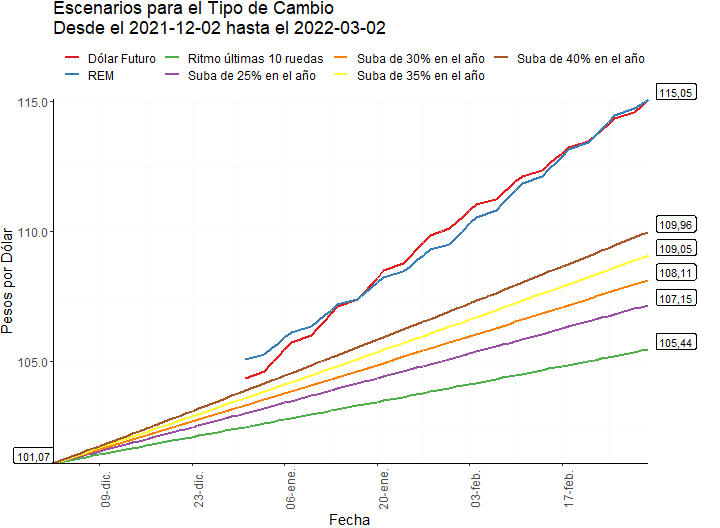 Escenarios para el Tipo de Cambio
Desde el 2021-12-02 hasta el 2022-03-02
Dólar Futuro
Ritmo últimas 10 ruedas
Suba de 30% en el año
Suba de 40% en el año
REM
Suba de 25% en el año
Suba de 35% en el año
115.0
110.0
105.0
Pesos por Dólar
115,05
109,96
109,05
108,11
107,15
105,44
101,07
09-dic.
23-dic.
06-ene.
20-ene.
03-feb.
17-feb.
Fecha